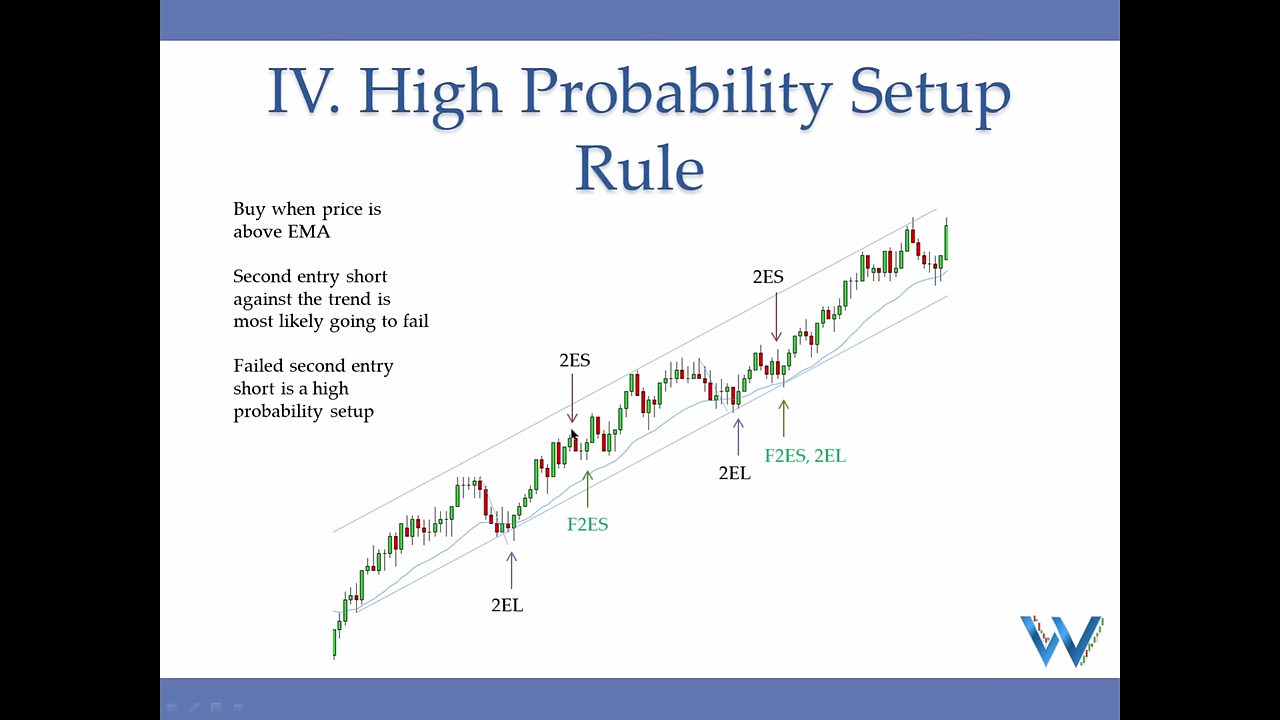 IV. High Probability Setup
Rule
Buy when price is
above EMA
Second entry short
against the trend is
most likely going to fail
Failed second entry
short is a high
probability setup
2ES
2ES
F2ES, 2EL
2EL
F2ES
2EL
W